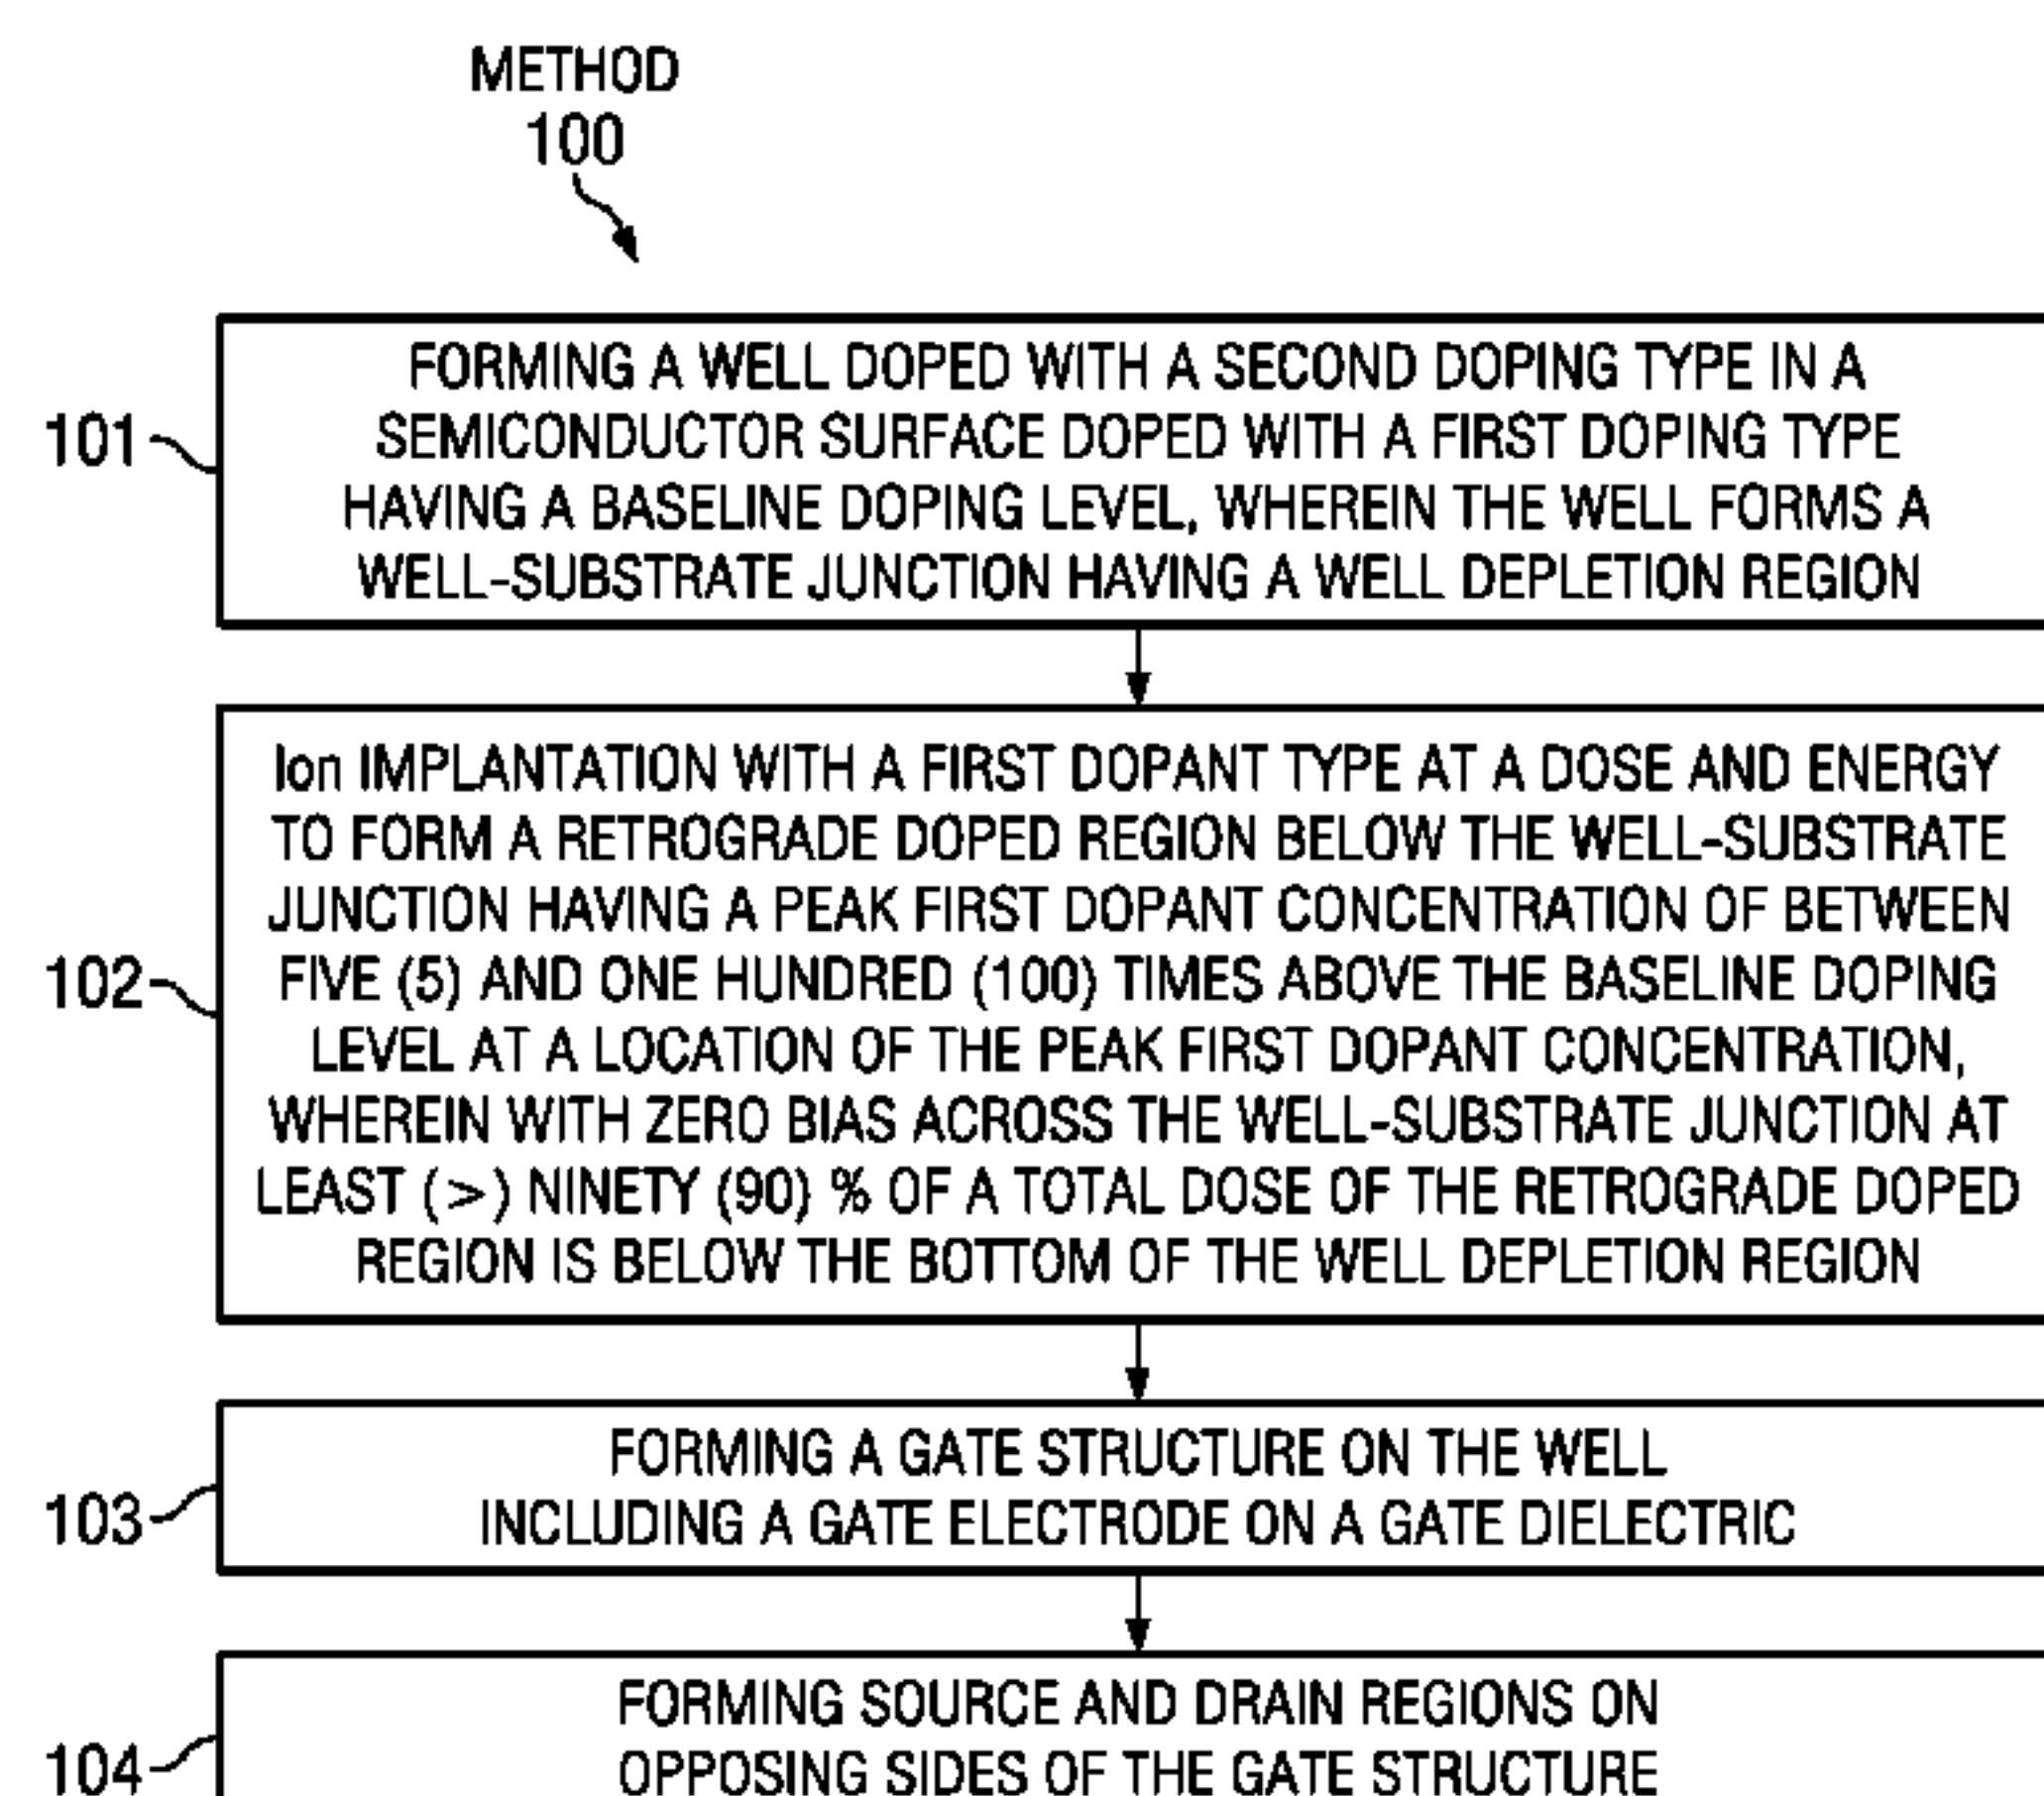 METHOD
100
101
FORMING A WELL DOPED WITH A SECOND DOPING TYPE IN A
SEMICONDUCTOR SURFACE DOPED WITH A FIRST DOPING TYPE
HAVING A BASELINE DOPING LEVEL, WHEREIN THE WELL FORMS A
WELL-SUBSTRATE JUNCTION HAVING A WELL DEPLETION REGION
102
Ion IMPLANTATION WITH A FIRST DOPANT TYPE AT A DOSE AND ENERGY
TO FORM A RETROGRADE DOPED REGION BELOW THE WELL-SUBSTRATE
JUNCTION HAVING A PEAK FIRST DOPANT CONCENTRATION OF BETWEEN
FIVE (5) AND ONE HUNDRED (100) TIMES ABOVE THE BASELINE DOPING
LEVEL AT A LOCATION OF THE PEAK FIRST DOPANT CONCENTRATION,
WHEREIN WITH ZERO BIAS ACROSS THE WELL-SUBSTRATE JUNCTION AT
LEAST (>) NINETY (90) % OF A TOTAL DOSE OF THE RETROGRADE DOPED
REGION IS BELOW THE BOTTOM OF THE WELL DEPLETION REGION
103
FORMING A GATE STRUCTURE ON THE WELL
INCLUDING A GATE ELECTRODE ON A GATE DIELECTRIC
104
FORMING SOURCE AND DRAIN REGIONS ON
OPPOSING SIDES OF THE GATE STRUCTURE